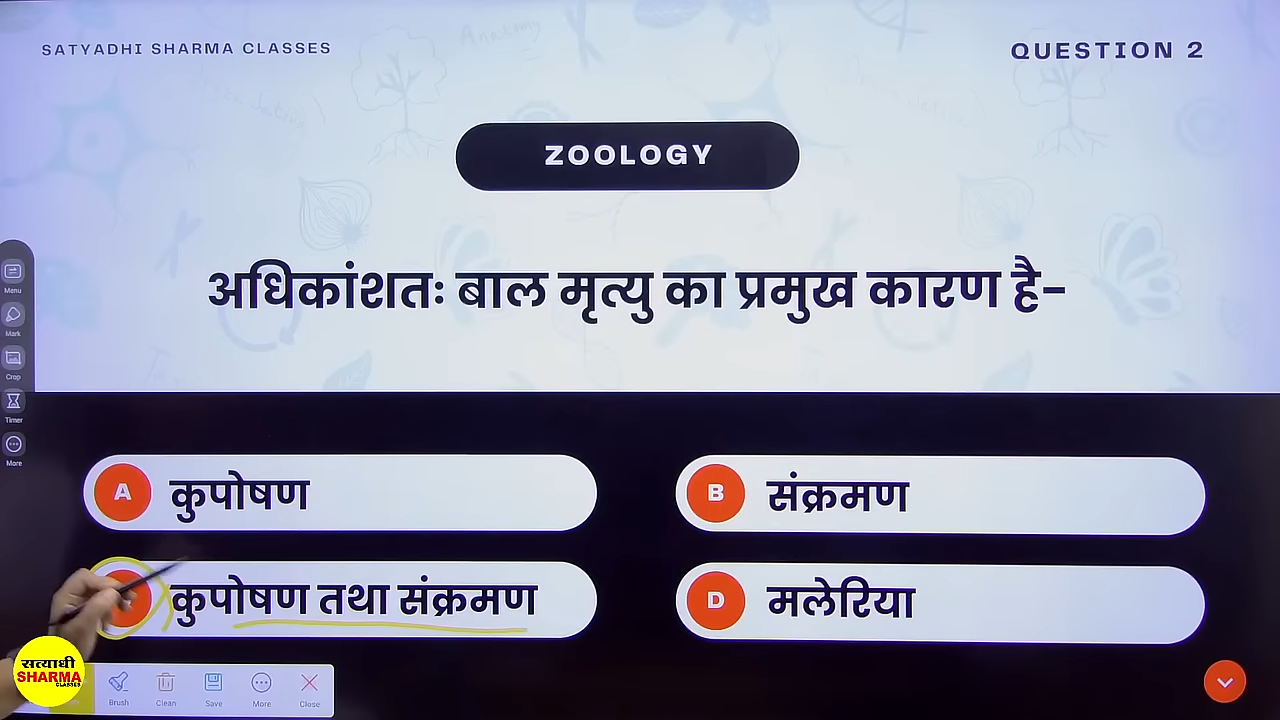 SATYADHI SHARMA CLASSES
QUESTION 2
ZOOLOGY
अधिकांशतः बाल मृत्यु का प्रमुख कारण है-
Menu
Mark
Crop
Timer
More
A कुपोषण
B संक्रमण
कुपोषण तथा संक्रमण
D मलेरिया
सत्याधी
SHARMA
CLASSES
Brush
Clean
Save
More
Close